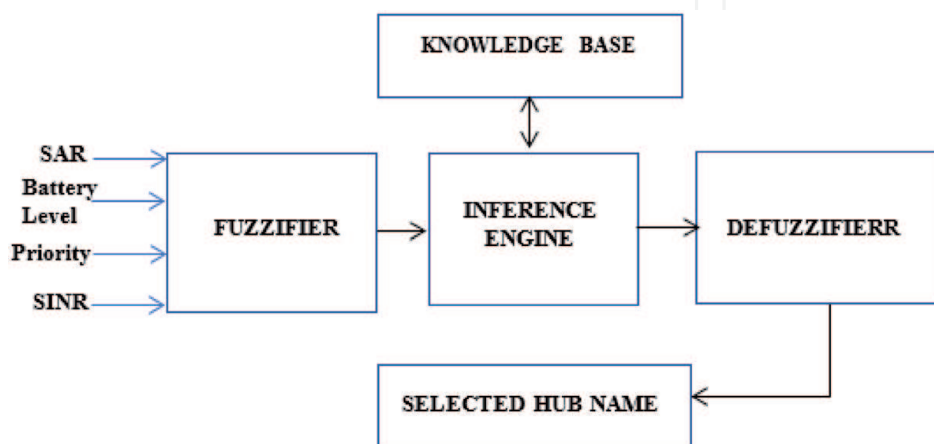 KNOWLEDGE BASE
SAR
Battery
Level
Priority
SINR
FUZZIFIER
INFERENCE
ENGINE
DEFUZZIFIERR
SELECTED HUB NAME